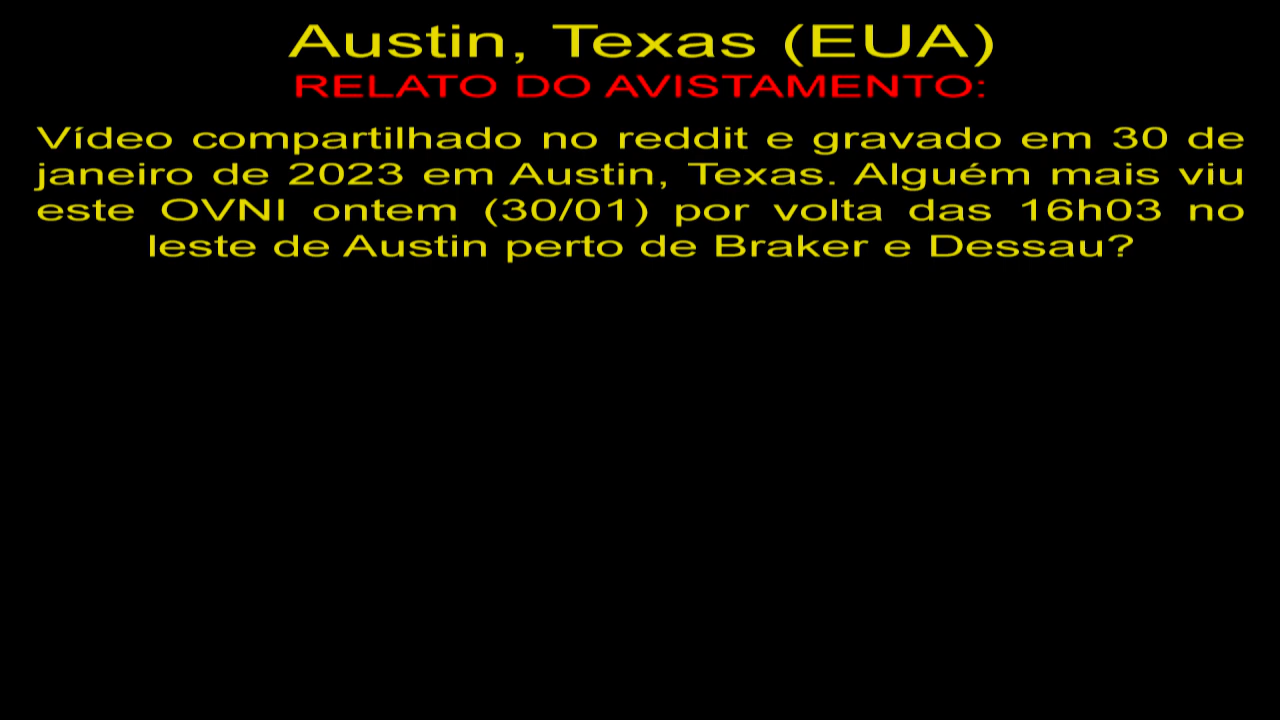 Austin, Texas (EUA)
RELATO DO AVISTAMENTO:
Vídeo compartilhado no reddit e gravado em 30 de
janeiro de 2023 em Austin, Texas. Alguém mais viu
este OVNI ontem (30/01) por volta das 16h03 no
leste de Austin perto de Braker e Dessau?